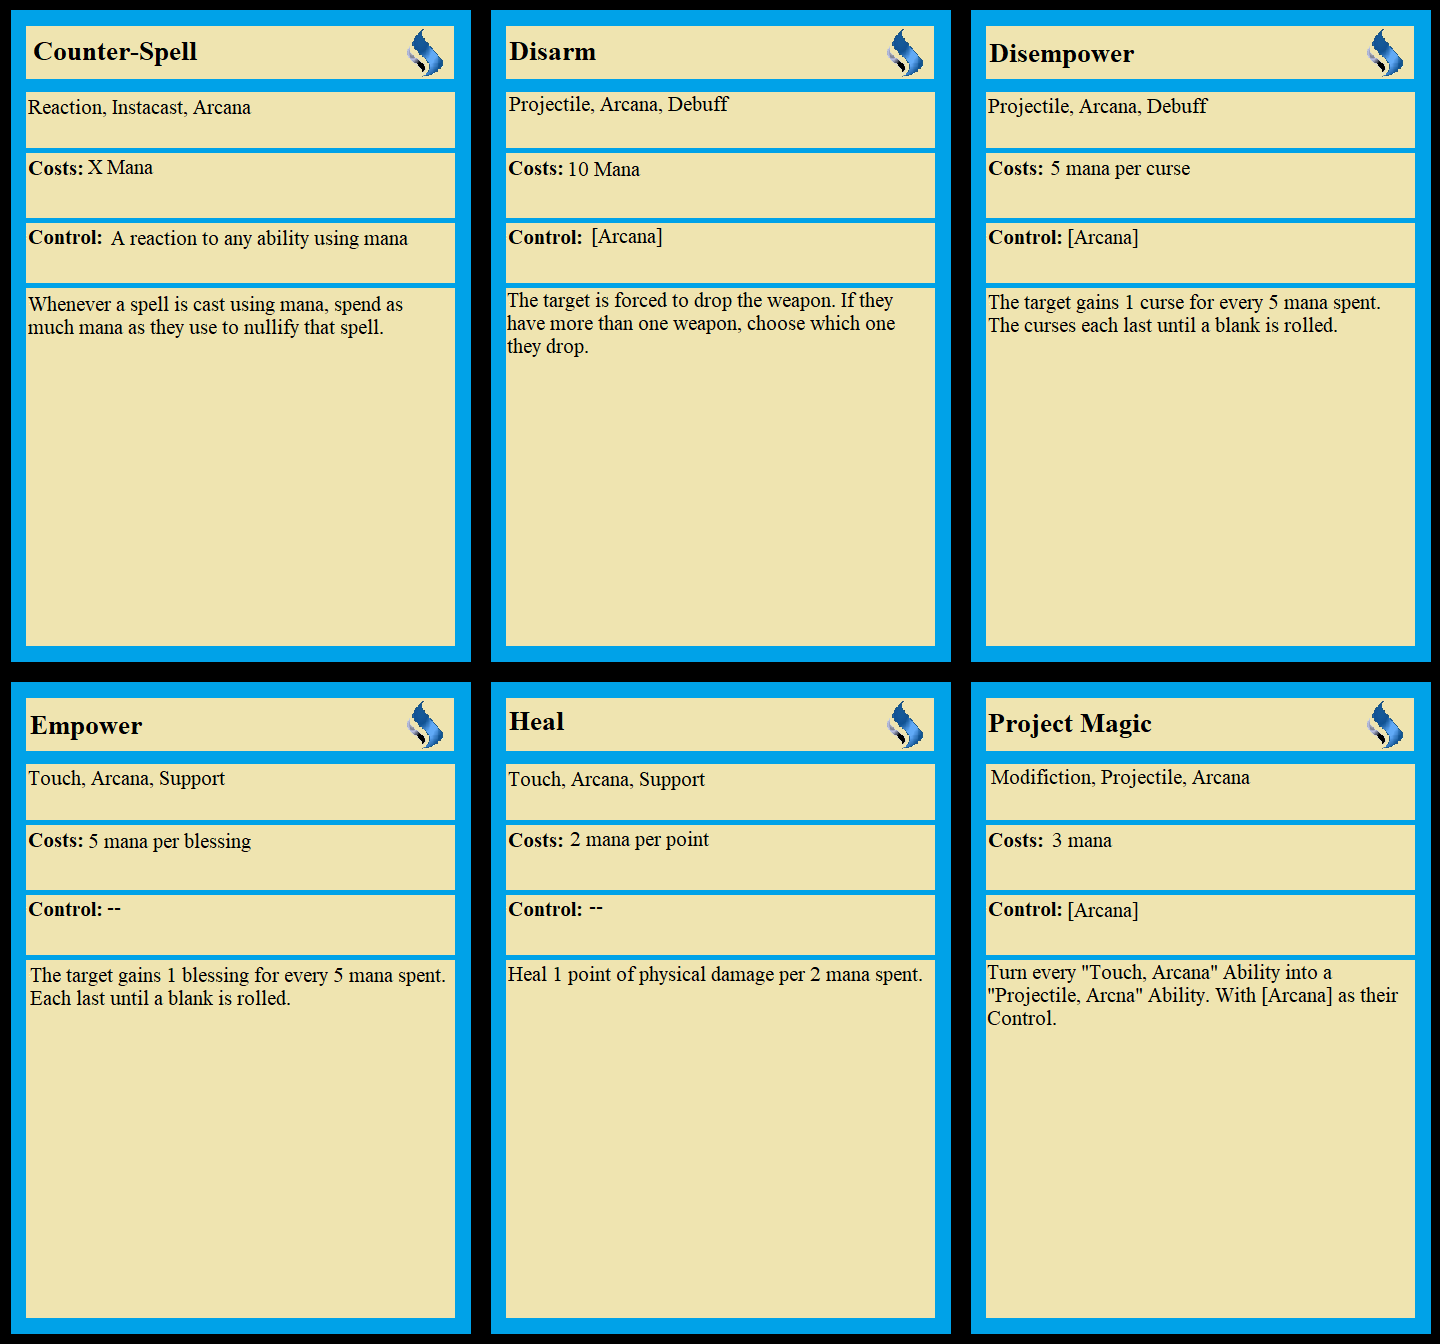 Counter-Spell
Reaction, Instacast, Arcana
Costs: X Mana
Control: A reaction to any ability using mana
Whenever a spell is cast using mana, spend as
much mana as they use to nullify that spell.
Disarm
Projectile, Arcana, Debuff
Costs: 10 Mana
Control: [Arcana]
The target is forced to drop the weapon. If they
have more than one weapon, choose which one
they drop.
Disempower
Projectile, Arcana, Debuff
Costs: 5 mana per curse
Control: [Arcana]
The target gains 1 curse for every 5 mana spent.
The curses each last until a blank is rolled.
Empower
Touch, Arcana, Support
Costs: 5 mana per blessing
Control: --
The target gains 1 blessing for every 5 mana spent.
Each last until a blank is rolled.
Heal
Touch, Arcana, Support
Costs: 2 mana per point
Control: --
Heal 1 point of physical damage per 2 mana spent.
Project Magic
Modifiction, Projectile, Arcana
Costs: 3 mana
Control: [Arcana]
Turn every "Touch, Arcana" Ability into a
"Projectile, Arcna" Ability. With [Arcana] as their
Control.